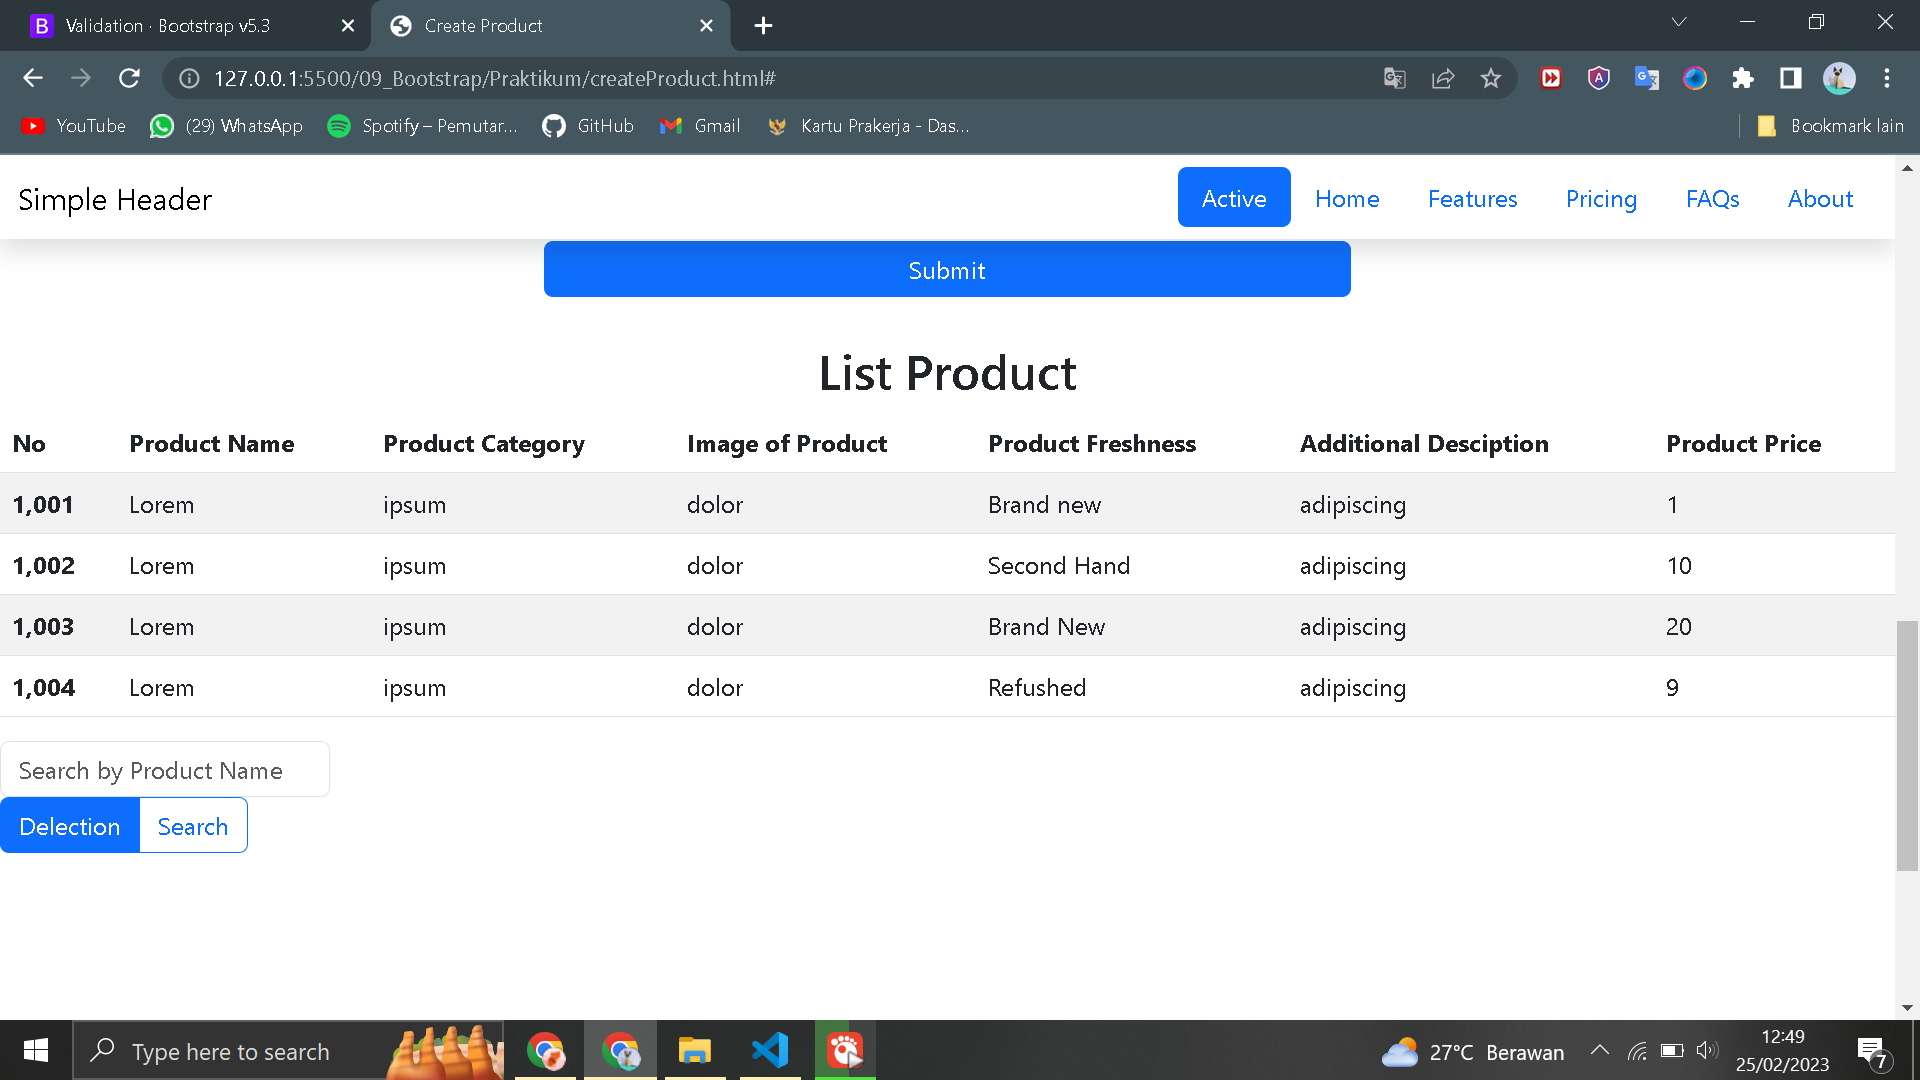 Validation · Bootstrap v5.3
Create Product
127.0.0.1:5500/09_Bootstrap/Praktikum/createProduct.html#
YouTube (29) WhatsApp Spotify – Pemutar... GitHub Gmail Kartu Prakerja - Das... Bookmark lain
Simple Header Active Home Features Pricing FAQs About
Submit
List Product
No Product Name Product Category Image of Product Product Freshness Additional Desciption Product Price
1,001 Lorem ipsum dolor Brand new adipiscing 1
1,002 Lorem ipsum dolor Second Hand adipiscing 10
1,003 Lorem ipsum dolor Brand New adipiscing 20
1,004 Lorem ipsum dolor Refushed adipiscing 9
Search by Product Name
Delection Search
Type here to search
27°C Berawan
12:49
25/02/2023
7